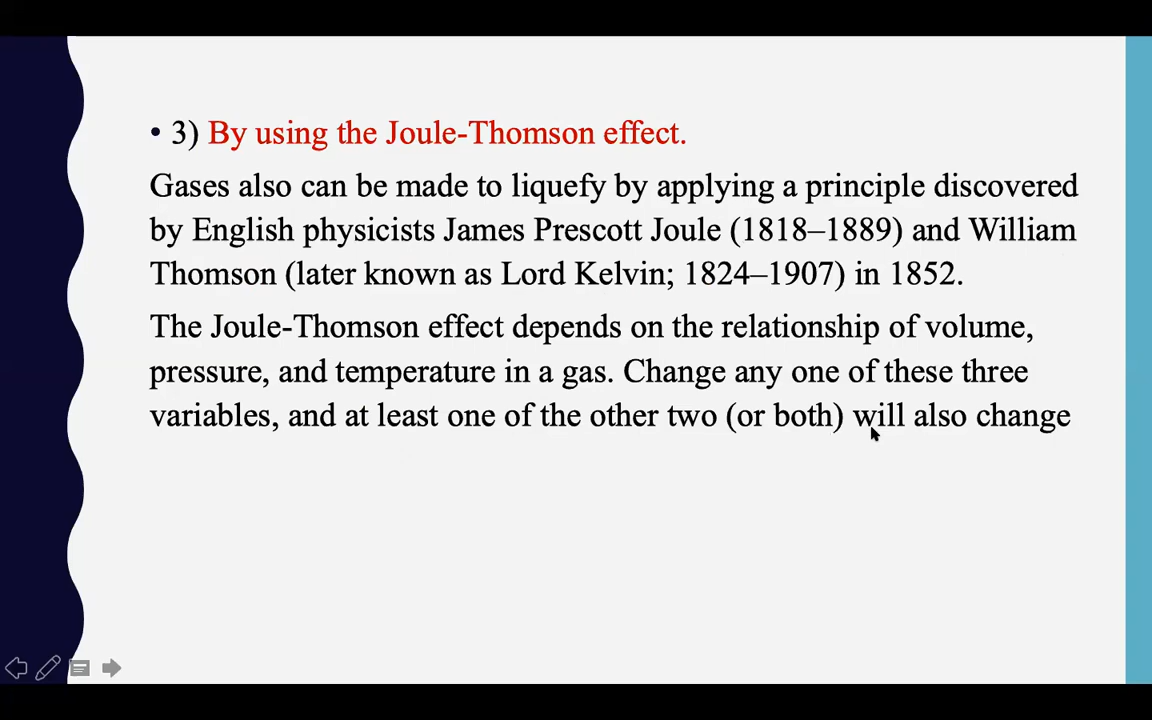 • 3) By using the Joule-Thomson effect.
Gases also can be made to liquefy by applying a principle discovered
by English physicists James Prescott Joule (1818–1889) and William
Thomson (later known as Lord Kelvin; 1824–1907) in 1852.
The Joule-Thomson effect depends on the relationship of volume,
pressure, and temperature in a gas. Change any one of these three
variables, and at least one of the other two (or both) will also change